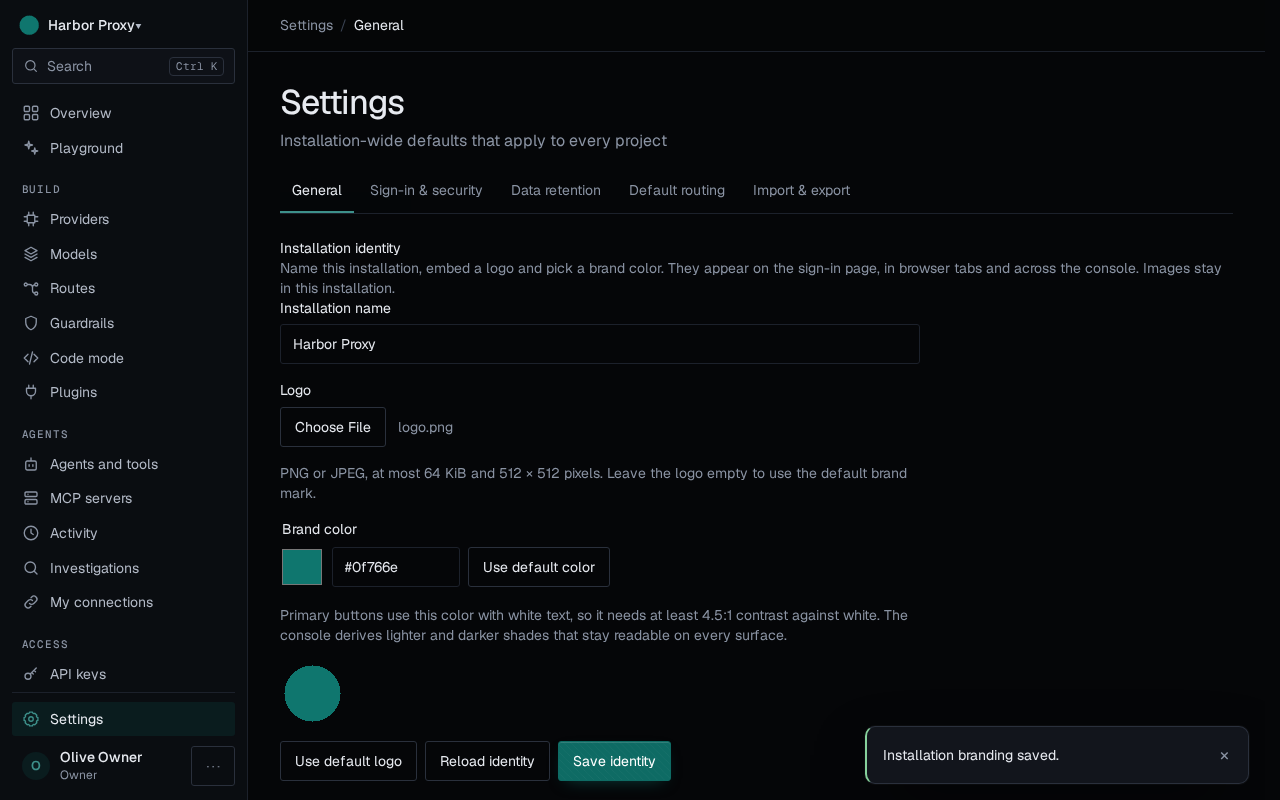 Harbor Proxy
Search
Ctrl K
Overview
Playground
BUILD
Providers
Models
Routes
Guardrails
Code mode
Plugins
AGENTS
Agents and tools
MCP servers
Activity
Investigations
My connections
ACCESS
API keys
Settings
O
Olive Owner
Owner
...
Settings / General
Settings
Installation-wide defaults that apply to every project
General
Sign-in & security
Data retention
Default routing
Import & export
Installation identity
Name this installation, embed a logo and pick a brand color. They appear on the sign-in page, in browser tabs and across the console. Images stay
in this installation.
Installation name
Harbor Proxy
Logo
Choose File
logo.png
PNG or JPEG, at most 64 KiB and 512 × 512 pixels. Leave the logo empty to use the default brand
mark.
Brand color
#0f766e
Use default color
Primary buttons use this color with white text, so it needs at least 4.5:1 contrast against white. The
console derives lighter and darker shades that stay readable on every surface.
Use default logo
Reload identity
Save identity
Installation branding saved.
×